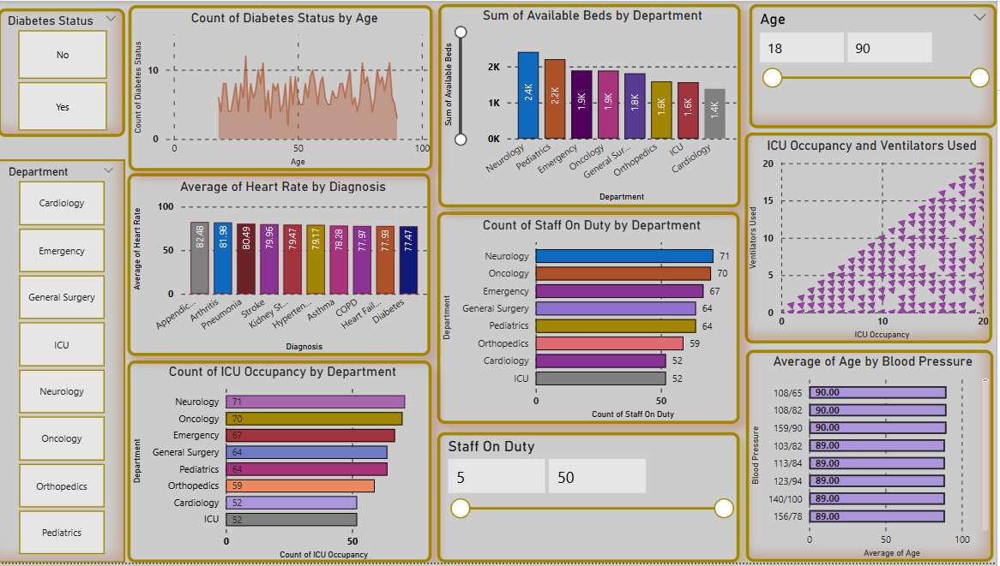 Diabetes Status
No
Yes
Department
Cardiology
Emergency
General Surgery
ICU
Neurology
Oncology
Orthopedics
Pediatrics
Count of Diabetes Status by Age
Count of Diabetes Status
10
0
0
50
100
Age
Average of Heart Rate by Diagnosis
Average of Heart Rate
100
50
0
82.48
81.98
80.49
79.96
79.47
79.17
78.28
77.97
77.93
77.47
Appendic...
Arthritis
Pneumonia
Stroke
Kidney St...
Hyperten...
Asthma
COPD
Heart Fail...
Diabetes
Diagnosis
Count of ICU Occupancy by Department
Department
Neurology 71
Oncology 70
Emergency 67
General Surgery 64
Pediatrics 64
Orthopedics 59
Cardiology 52
ICU 52
0
50
Count of ICU Occupancy
Sum of Available Beds by Department
Sum of Available Beds
2K
1K
0K
2.4K
2.2K
1.9K
1.9K
1.8K
1.6K
1.6K
1.4K
Neurology
Pediatrics
Emergency
Oncology
General Sur...
Orthopedics
ICU
Cardiology
Department
Count of Staff On Duty by Department
Department
Neurology 71
Oncology 70
Emergency 67
General Surgery 64
Pediatrics 64
Orthopedics 59
Cardiology 52
ICU 52
0
50
Count of Staff On Duty
Staff On Duty
5
50
Age
18
90
ICU Occupancy and Ventilators Used
Ventilators Used
20
15
10
5
0
0
10
20
ICU Occupancy
Average of Age by Blood Pressure
Blood Pressure
108/65 90.00
108/82 90.00
159/90 90.00
103/82 89.00
113/84 89.00
123/94 89.00
140/100 89.00
156/78 89.00
0
50
100
Average of Age